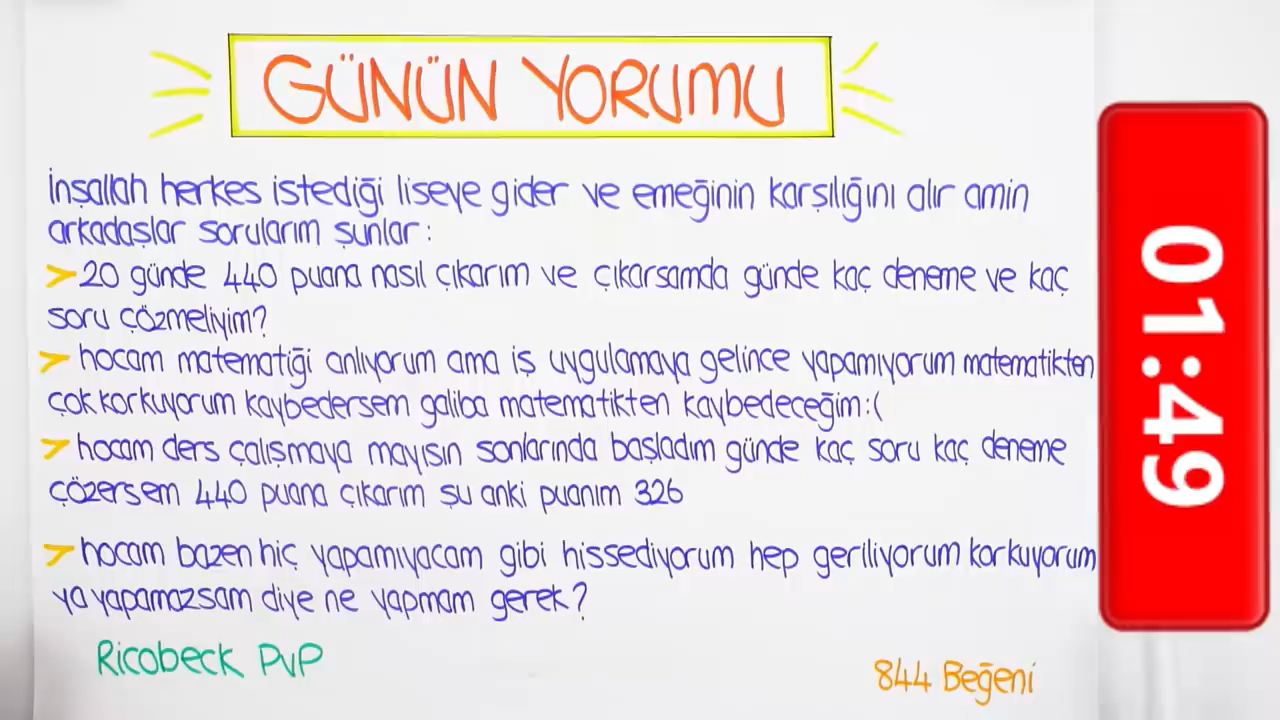 GÜNÜN YORUMU
İnşallah herkes istediği liseye gider ve emeğinin karşılığını alır amin
arkadaşlar sorularım şunlar:
➤20 günde 440 puana nasıl çıkarım ve çıkarsamda günde kaç deneme ve kaç
soru çözmeliyim?
➤ hocam matematiği anlıyorum ama iş uygulamaya gelince yapamıyorum matematikten
çok korkuyorum kaybedersem galiba matematikten kaybedeceğim:(
➤ hocam ders çalışmaya mayısın sonlarında başladım günde kaç soru kaç deneme
çözersem 440 puana çıkarım şu anki puanım 326
➤ hocam bazen hiç yapamıyacam gibi hissediyorum hep geriliyorum korkuyorum
ya yapamazsam diye ne yapmam gerek?
Ricobeck PvP
844 Beğeni
01:49